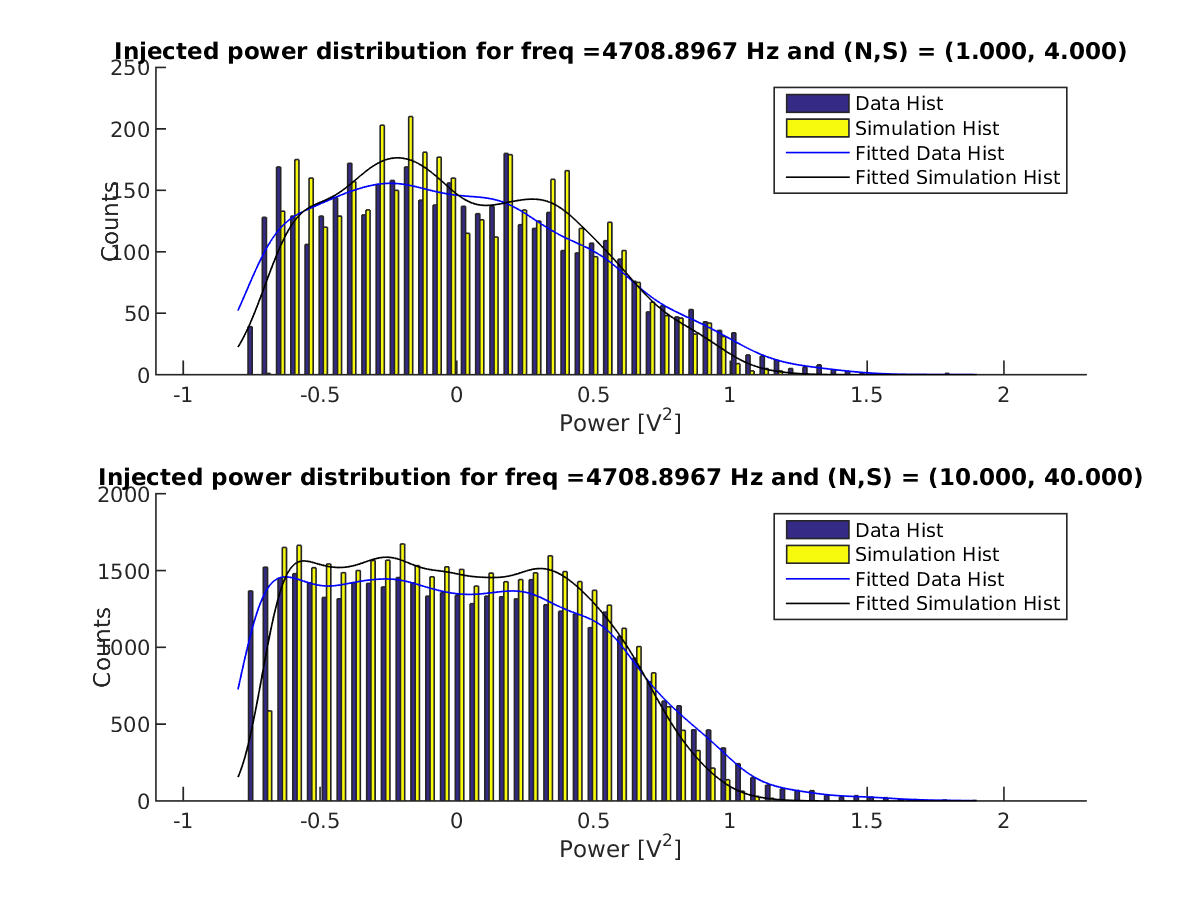 Injected power distribution for freq =4708.8967 Hz and (N,S) = (1.000, 4.000)
250
200
150
100
50
0
Counts
Data Hist
Simulation Hist
Fitted Data Hist
Fitted Simulation Hist
-1 -0.5 0 0.5 1 1.5 2
Power [V2]
Injected power distribution for freq =4708.8967 Hz and (N,S) = (10.000, 40.000)
2000
1500
1000
500
0
Counts
Data Hist
Simulation Hist
Fitted Data Hist
Fitted Simulation Hist
-1 -0.5 0 0.5 1 1.5 2
Power [V2]